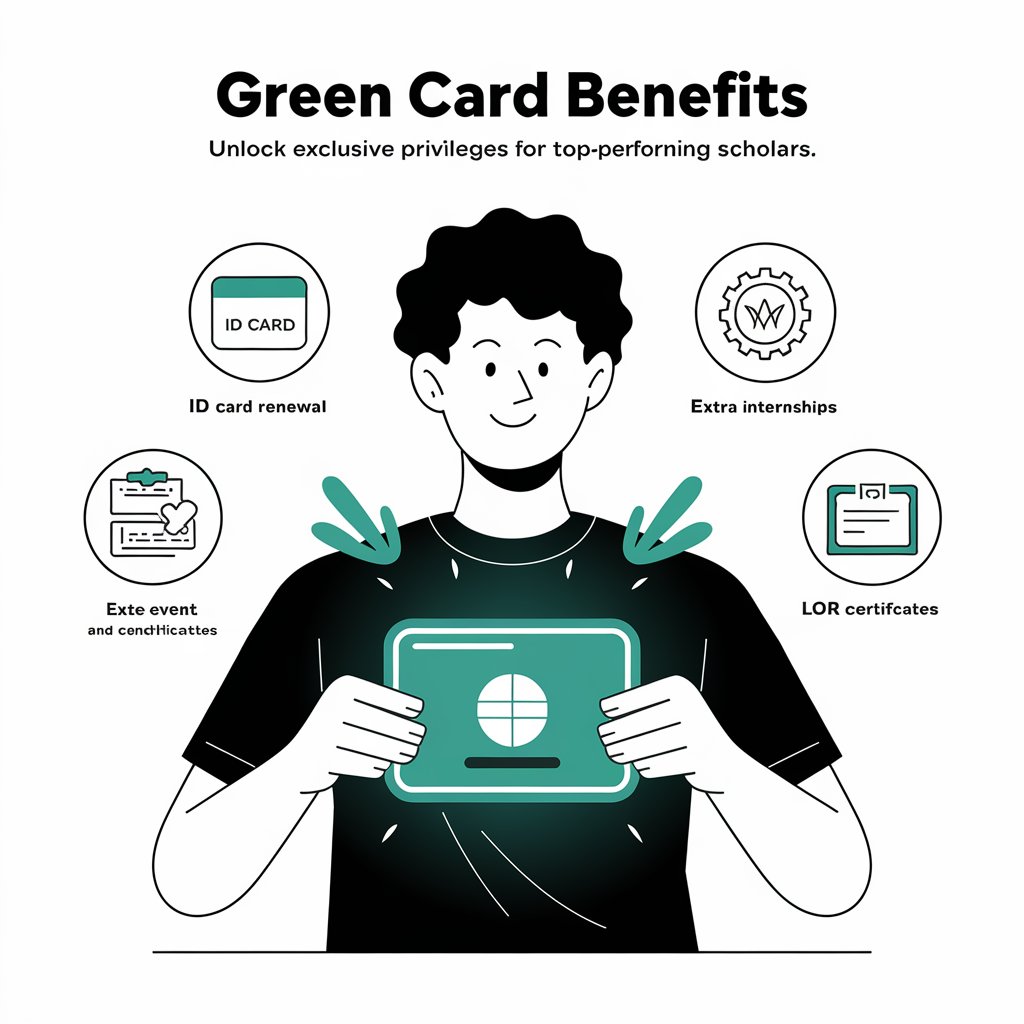 Green Card Benefits
Unlock exclusive privileges for top-perforning scholars.
ID CARD
ID card renewal
Extra internships
Exte event
and
LOR certifcates